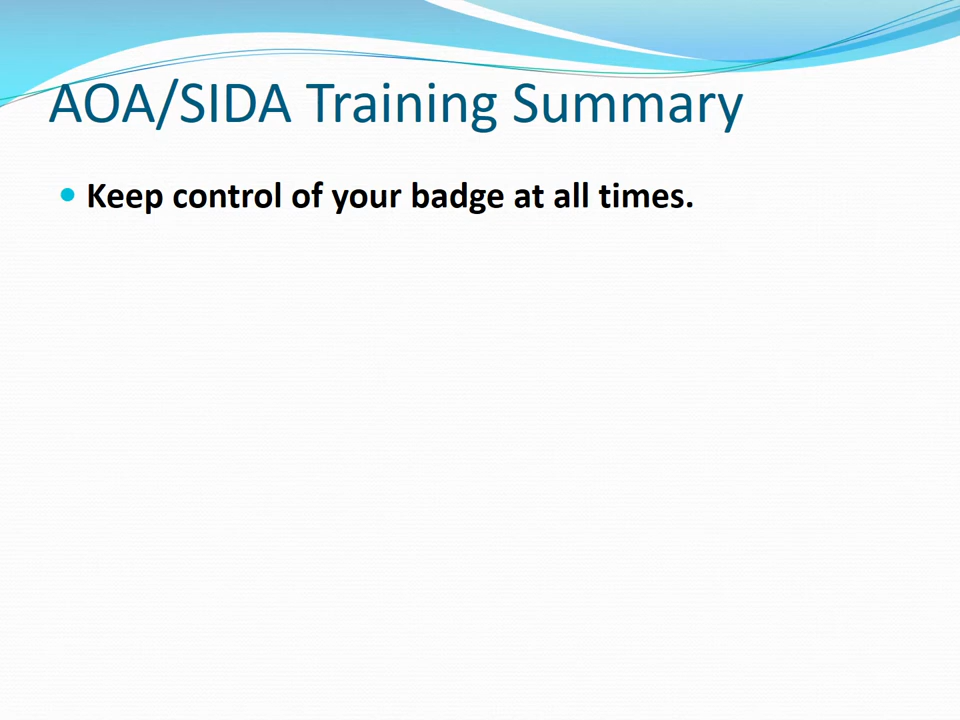 AOA/SIDA Training Summary
Keep control of your badge at all times.